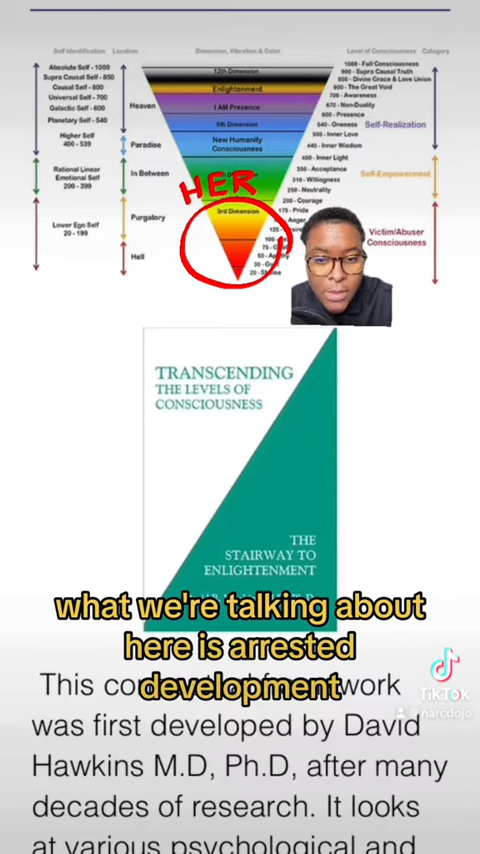 Self Identification Location Dimension, Vibration & Color Level of Consciousness Category
Absolute Self - 1000
Supra Causal Self - 850
Causal Self - 800
Universal Self - 700
Galactic Self - 600
Planetary Self - 540
Higher Self
400 - 539
Rational Linear
Emotional Self
200 - 399
Lower Ego Self
20 - 199
Heaven
Paradise
In Between
Purgatory
Hell
12th Dimension
Enlightenment
I AM Presence
5th Dimension
New Humanity
Consciousness
HER
3rd Dimension
1000 - Full Consciousness
900 - Supra Causal Truth
850 - Divine Grace & Love Union
800 - The Great Void
700 - Awareness
670 - Non-Duality
600 - Presence
540 - Oneness
500 - Inner Love
440 - Inner Wisdom
400 - Inner Light
350 - Acceptance
310 - Willingness
250 - Neutrality
200 - Courage
175 - Pride
Anger
125 -
100 -
75 -
50 -
30 -
20 -
Self-Realization
Self-Empowerment
Victim/Abuser
Consciousness
TRANSCENDING
THE LEVELS OF
CONSCIOUSNESS
THE
STAIRWAY TO
ENLIGHTENMENT
what we're talking about
here is arrested
development
This work
was first developed by David
Hawkins M.D, Ph.D, after many
decades of research. It looks
at various psychological and
TikTok
@narcdojo